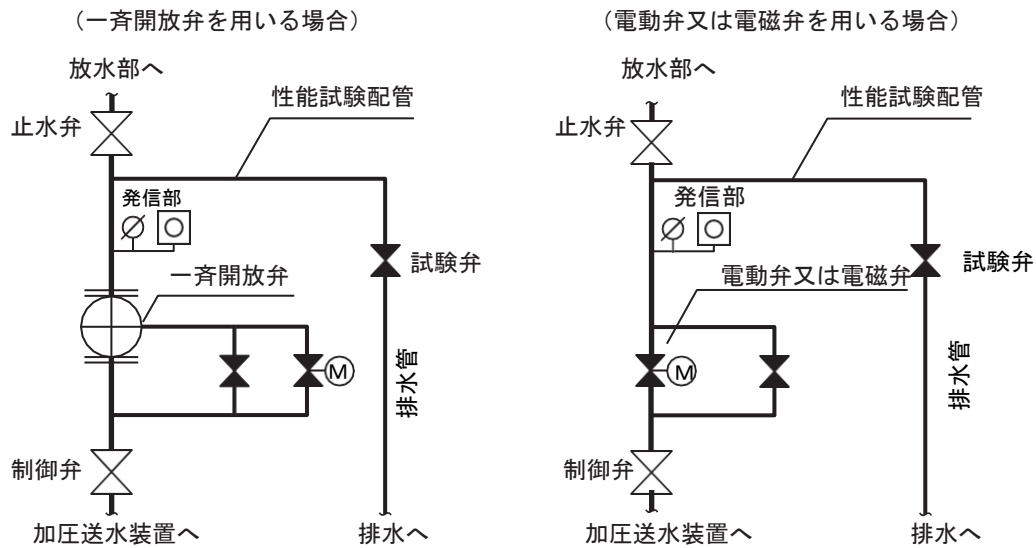 (一斉開放弁を用いる場合)
放水部へ
性能試験配管
止水弁
発信部
試験弁
一斉開放弁
M
排水管
制御弁
加圧送水装置へ
排水へ
(電動弁又は電磁弁を用いる場合)
放水部へ
性能試験配管
止水弁
発信部
試験弁
電動弁又は電磁弁
M
排水管
制御弁
加圧送水装置へ
排水へ